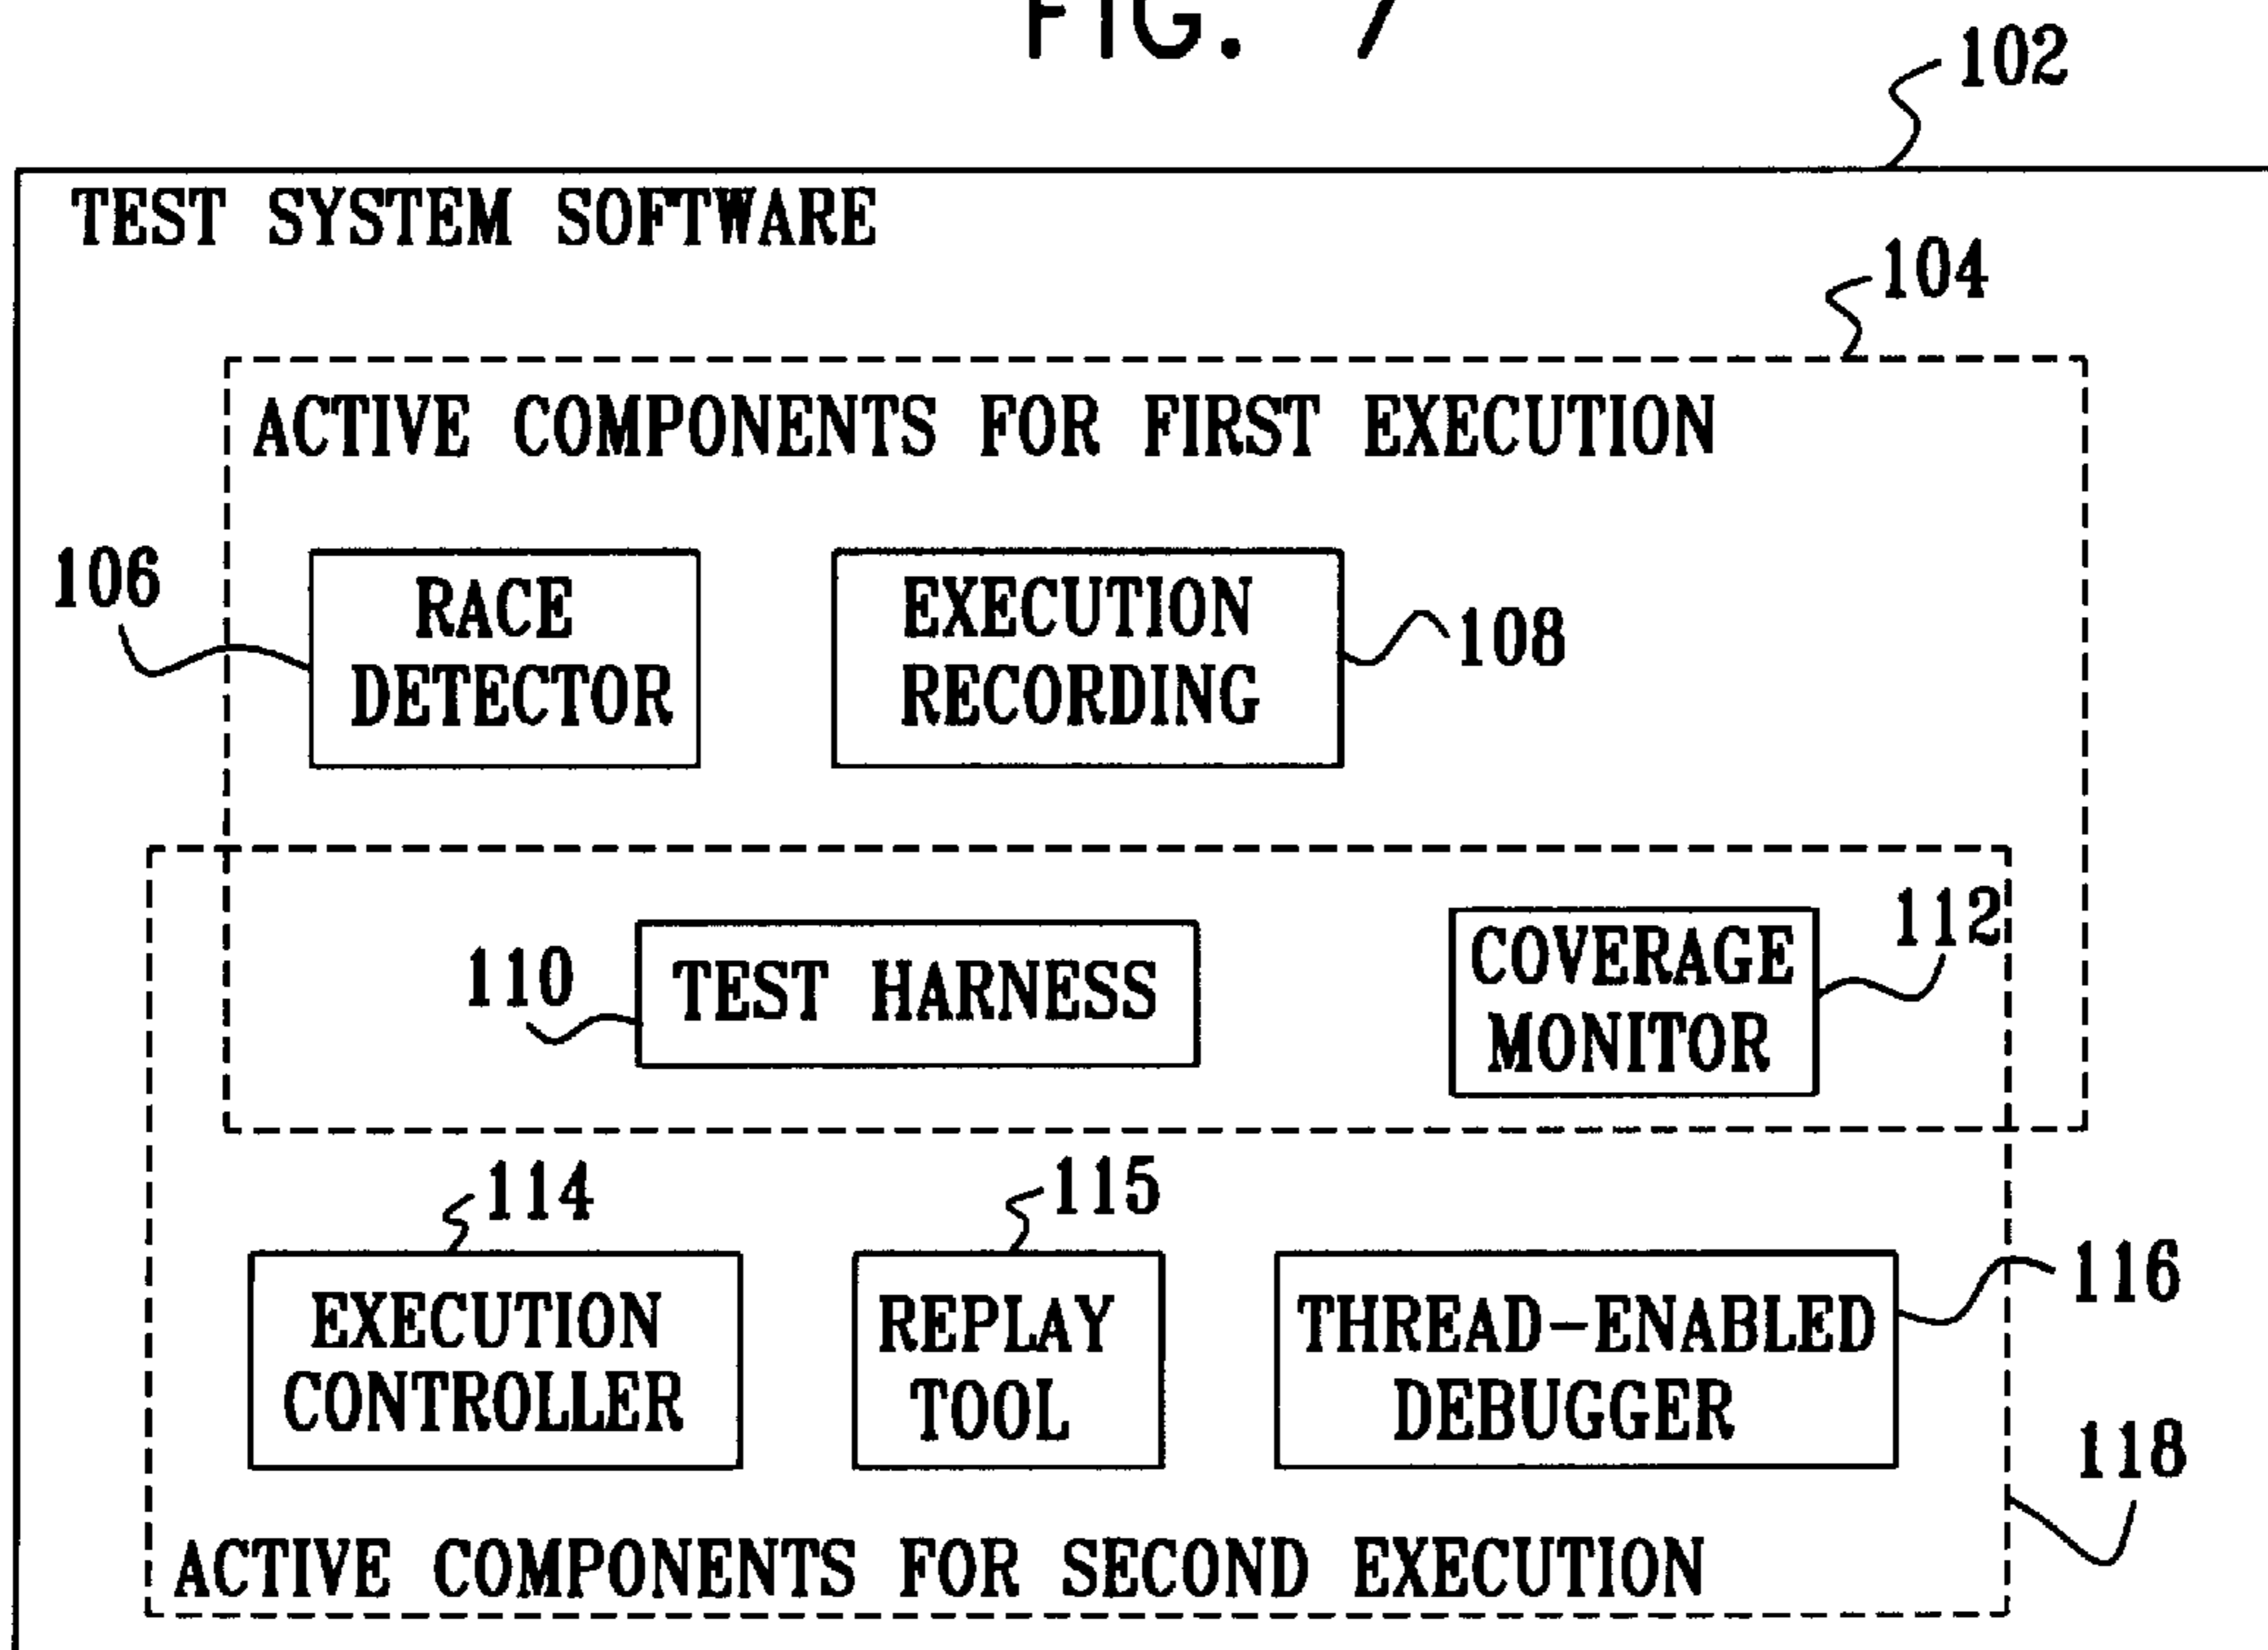 FIG. 7
102
TEST SYSTEM SOFTWARE
104
ACTIVE COMPONENTS FOR FIRST EXECUTION
106
RACE
DETECTOR
EXECUTION
RECORDING
108
110
TEST HARNESS
COVERAGE
MONITOR
112
114
EXECUTION
CONTROLLER
115
REPLAY
TOOL
THREAD-ENABLED
DEBUGGER
116
118
ACTIVE COMPONENTS FOR SECOND EXECUTION